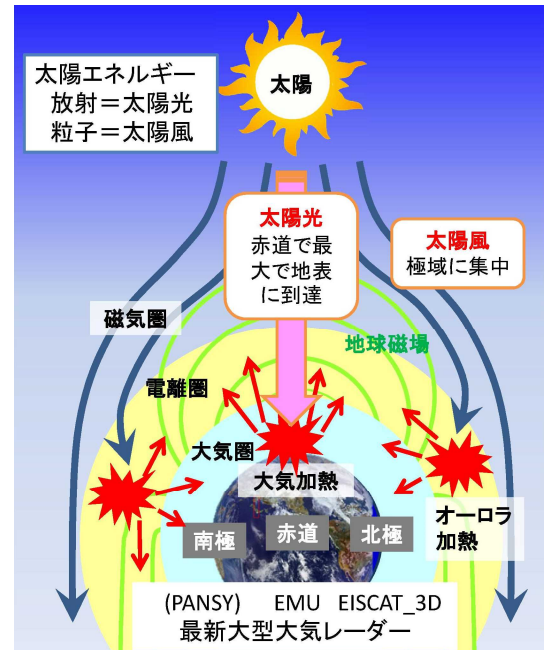 太陽
太陽エネルギー
放射＝太陽光
粒子＝太陽風
太陽光
赤道で最
大で地表
に到達
太陽風
極域に集中
磁気圏
地球磁場
電離圏
大気圏
大気加熱
オーロラ
加熱
南極
赤道
北極
(PANSY) EMU EISCAT_3D
最新大型大気レーダー